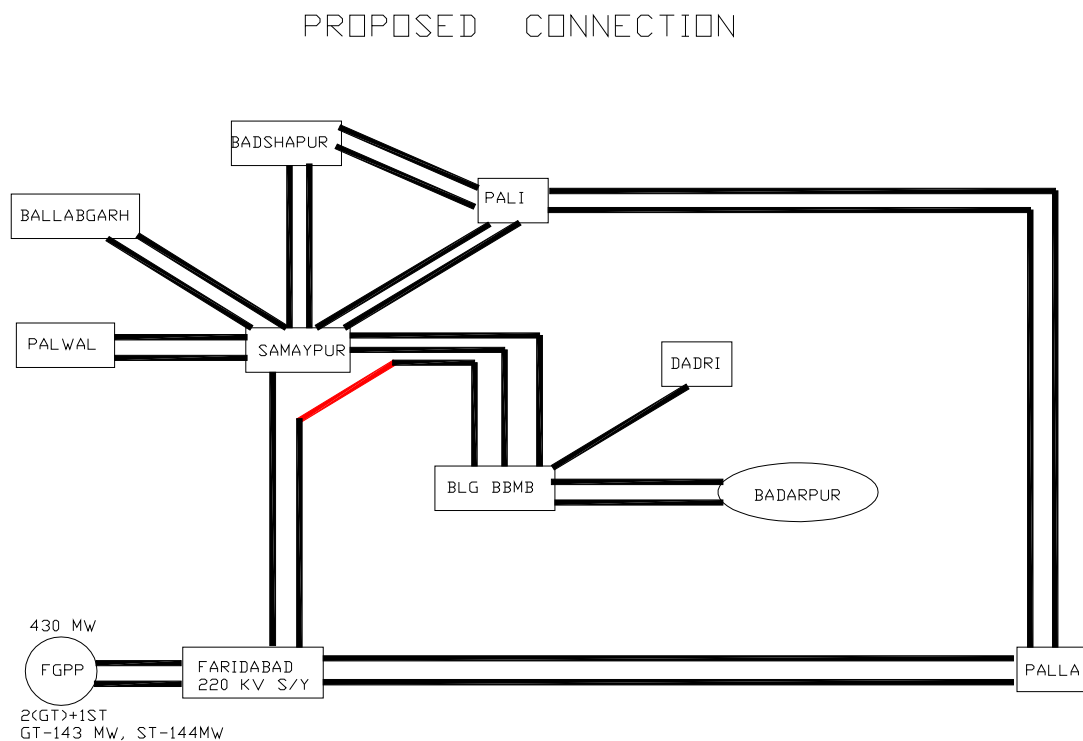 PROPOSED CONNECTION
BADSHAPUR
PALI
BALLABGARH
PALWAL
SAMAYPUR
DADRI
BLG BBMB
BADARPUR
430 MW
FGPP
FARIDABAD
220 KV S/Y
PALLA
2(GT)+1ST
GT-143 MW, ST-144MW